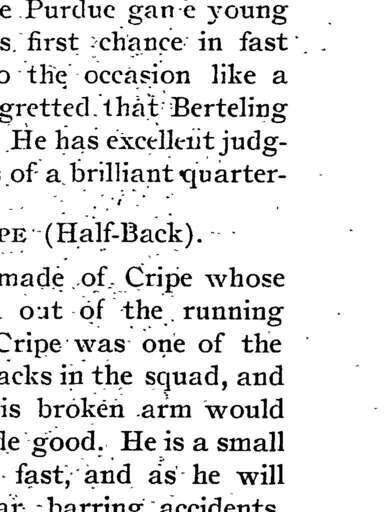 e Purdue game young
s first chance in fast
o the occasion like a
gretted that Berteling
He has excellent judg-
of a brilliant quarter-
PE (Half-Back).
made of Cripe whose
out of the running
Cripe was one of the
acks in the squad, and
is broken arm would
le good. He is a small
fast, and as he will
ar barring accidents